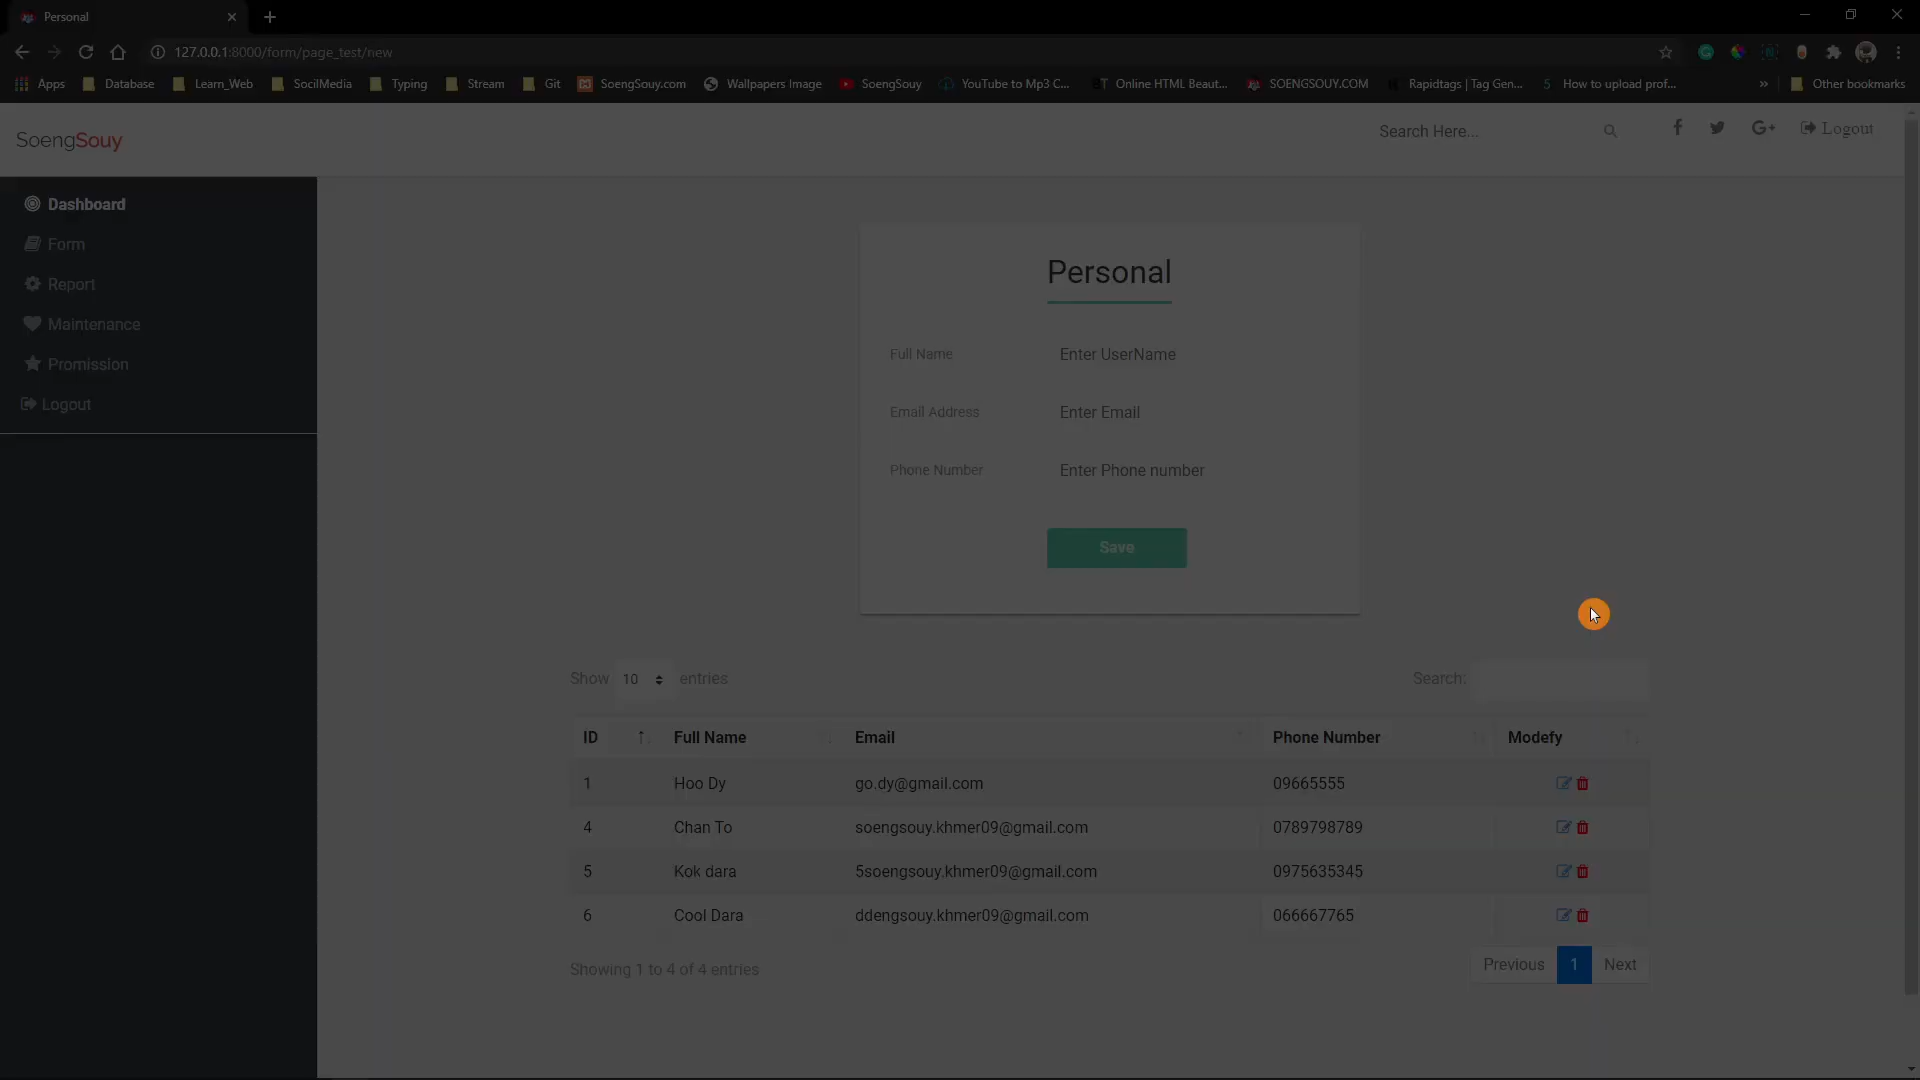 Personal
127.0.0.1:8000/form/page_test/new
Apps Database Learn_Web SocilMedia Typing Stream Git SoengSouy.com Wallpapers Image SoengSouy YouTube to Mp3 C... Online HTML Beaut... SOENGSOUY.COM Rapidtags | Tag Gen... How to upload prof... » Other bookmarks
SoengSouy
Search Here...
Logout
Dashboard
Form
Report
Maintenance
Promission
Logout
Personal
Full Name Enter UserName
Email Address Enter Email
Phone Number Enter Phone number
Save
Show 10 entries
Search:
ID Full Name Email Phone Number Modefy
1 Hoo Dy go.dy@gmail.com 09665555
4 Chan To soengsouy.khmer09@gmail.com 0789798789
5 Kok dara 5soengsouy.khmer09@gmail.com 0975635345
6 Cool Dara ddengsouy.khmer09@gmail.com 066667765
Showing 1 to 4 of 4 entries
Previous 1 Next